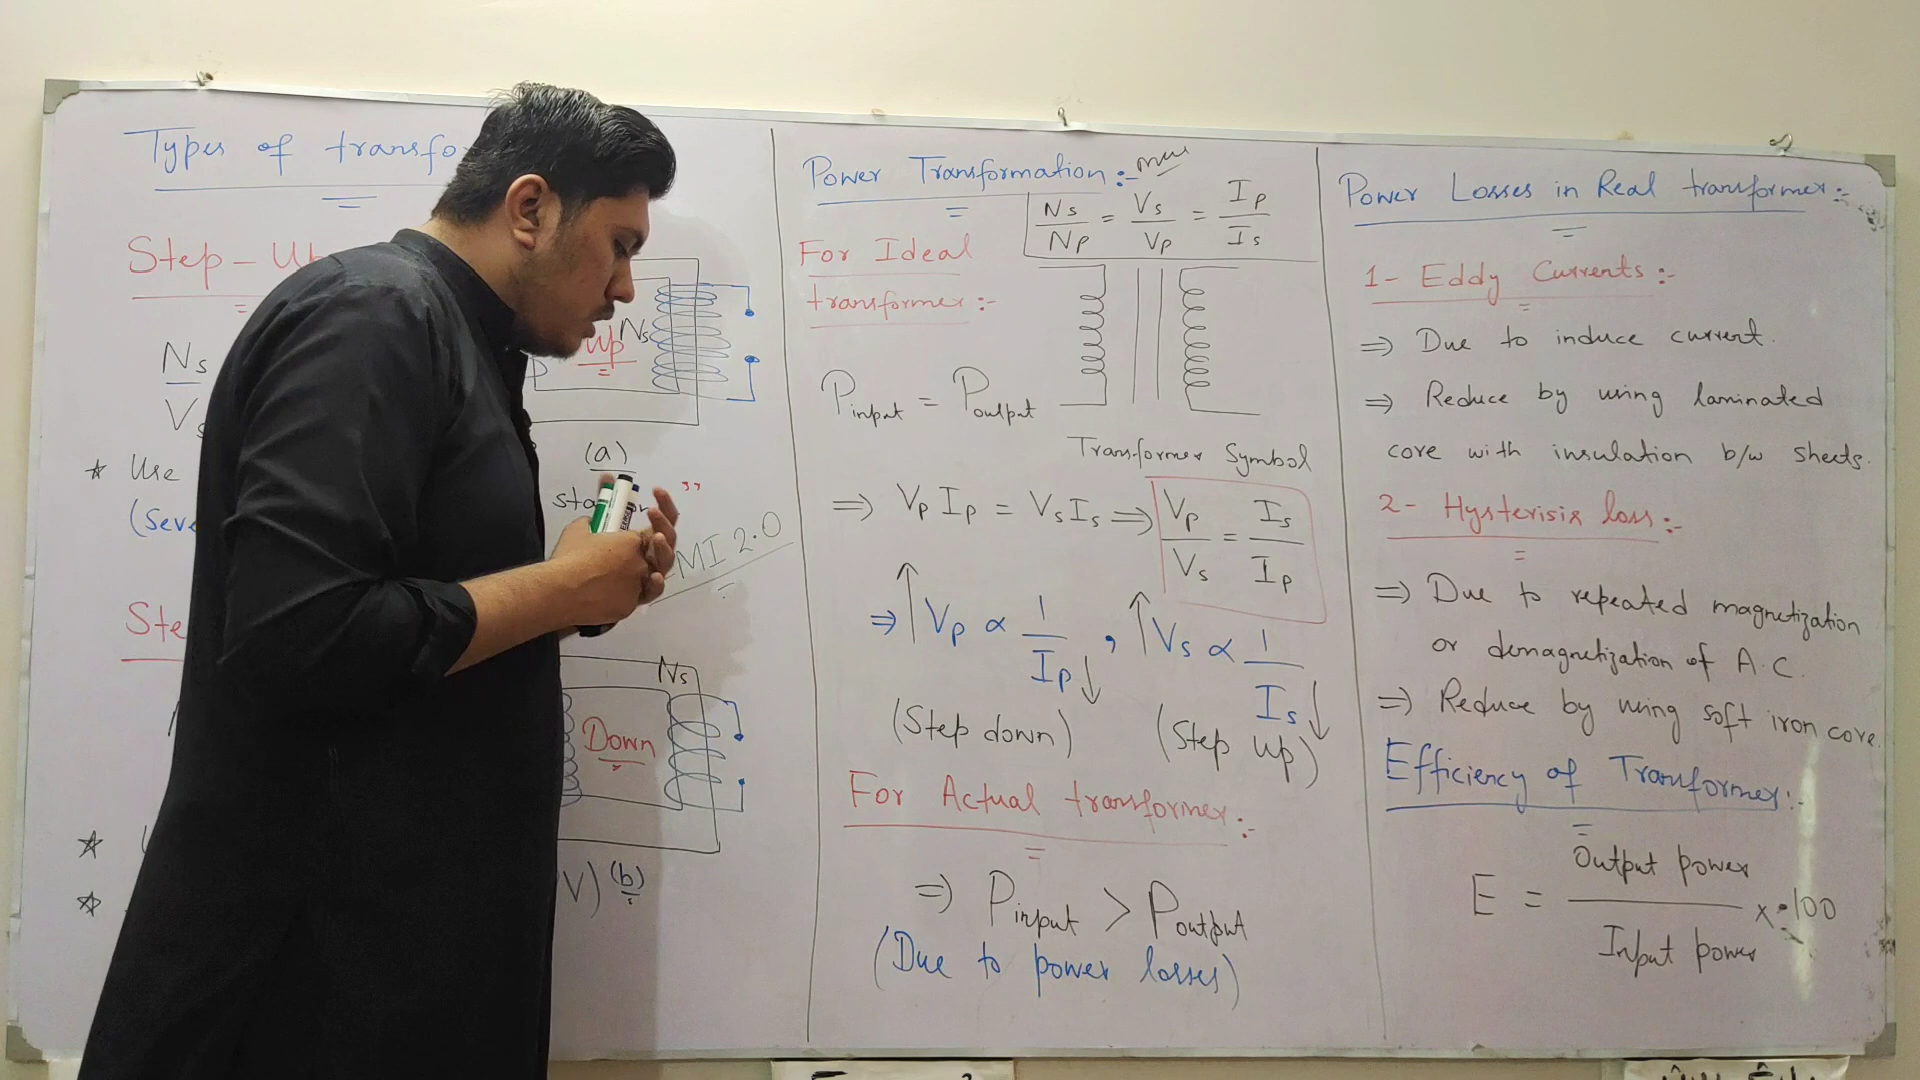 Types of transfo
Step-Up
Ns
V
Ns
Up
(a)
* Use
(Seve
sta
MI 2.0
Ste
Ns
Down
V) (b)
Power Transformation:-
Ns/Np = Vs/Vp = Ip/Is
For Ideal
transformer:-
Pinput = Poutput
Transformer Symbol
⇒ VpIp = VsIs ⇒ Vp/Vs = Is/Ip
⇒ ↑Vp ∝ 1/Ip↓ , ↑Vs ∝ 1/Is↓
(Step down) (Step up)
For Actual transformer:-
⇒ Pinput > Poutput
(Due to power losses)
Power Losses in Real transformer:-
1- Eddy Currents:-
⇒ Due to induce current.
⇒ Reduce by using laminated
core with insulation b/w sheets.
2- Hysterisis loss:-
⇒ Due to repeated magnetization
or demagnetization of A.C.
⇒ Reduce by using soft iron core.
Efficiency of Transformer:-
E = Output power/Input power x 100